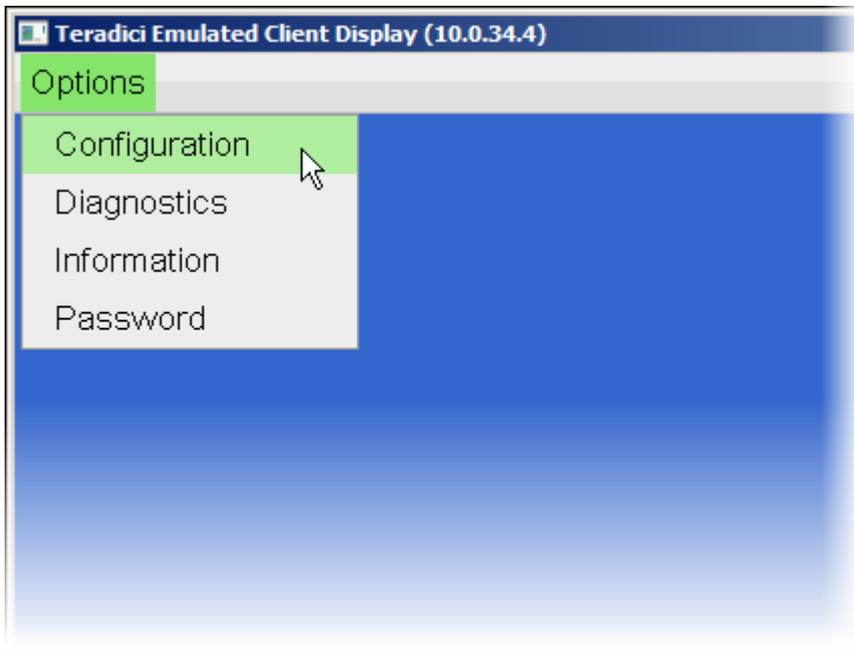 Teradici Emulated Client Display (10.0.34.4)
Options
Configuration
Diagnostics
Information
Password